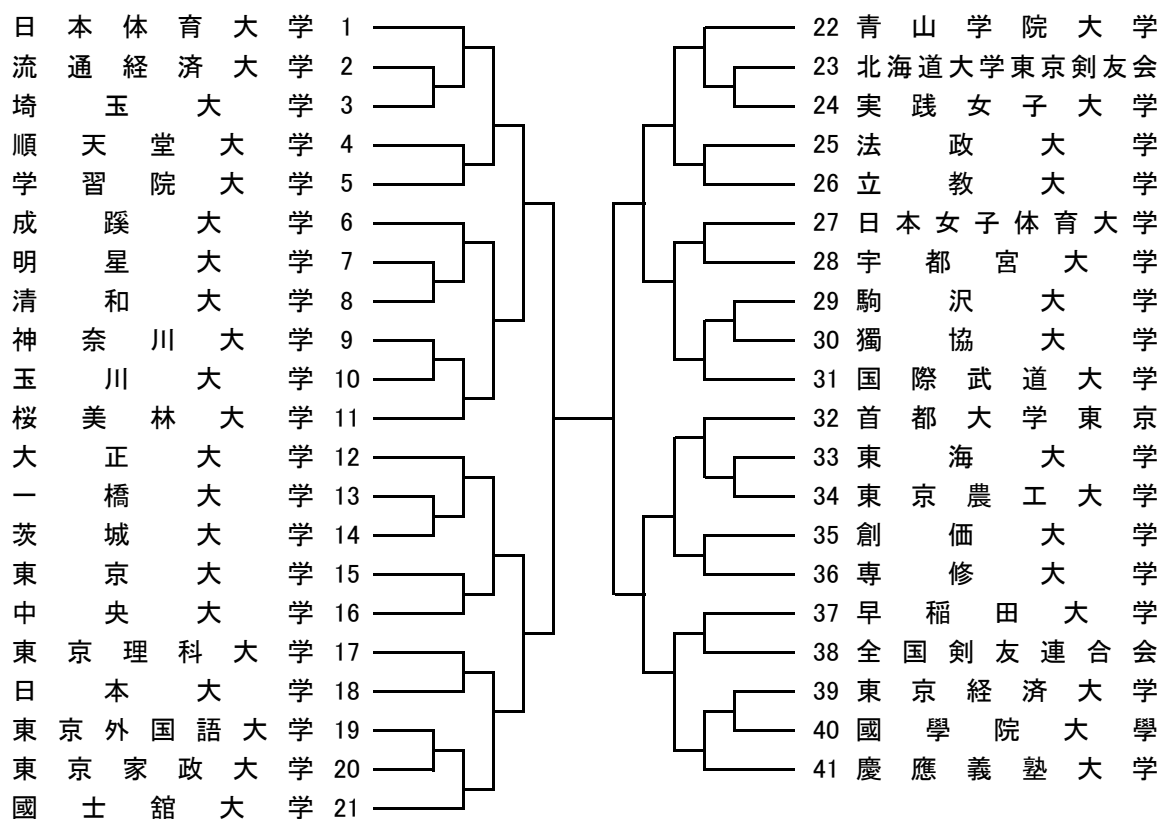 日本体育大学 1
流通経済大学 2
埼玉大学 3
順天堂大学 4
学習院大学 5
成蹊大学 6
明星大学 7
清和大学 8
神奈川大学 9
玉川大学 10
桜美林大学 11
大正大学 12
一橋大学 13
茨城大学 14
東京大学 15
中央大学 16
東京理科大学 17
日本大学 18
東京外国語大学 19
東京家政大学 20
國士舘大学 21
22 青山学院大学
23 北海道大学東京剣友会
24 実践女子大学
25 法政大学
26 立教大学
27 日本女子体育大学
28 宇都宮大学
29 駒沢大学
30 獨協大学
31 国際武道大学
32 首都大学東京
33 東海大学
34 東京農工大学
35 創価大学
36 専修大学
37 早稲田大学
38 全国剣友連合会
39 東京経済大学
40 國學院大學
41 慶應義塾大学